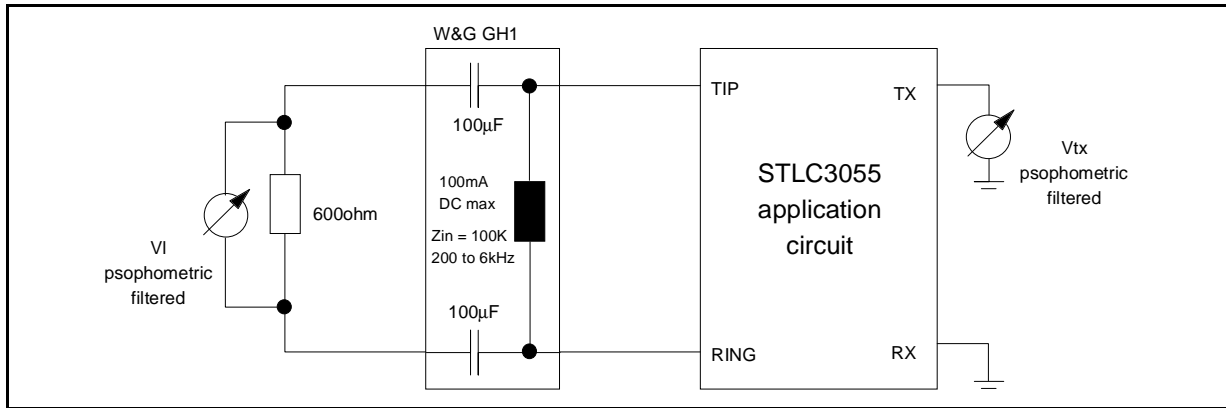 W&G GH1
100μF
100mA
DC max
Zin = 100K
200 to 6kHz
100μF
600ohm
Vl
psophometric
filtered
TIP
RING
STLC3055
application
circuit
TX
RX
Vtx
psophometric
filtered